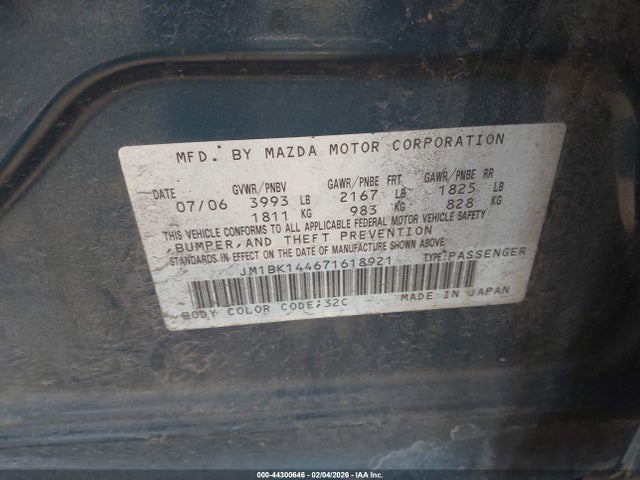 MFD. BY MAZDA MOTOR CORPORATION
DATE 07/06 GVWR/PNBV 3993 LB 1811 KG GAWR/PNBE FRT 2167 LB 983 KG GAWR/PNBE RR 1825 LB 828 KG
THIS VEHICLE CONFORMS TO ALL APPLICABLE FEDERAL MOTOR VEHICLE SAFETY,
BUMPER,AND THEFT PREVENTION
STANDARDS IN EFFECT ON THE DATE OF MANUFACTURE SHOWN ABOVE.
JM1BK144671618921 TYPE:PASSENGER
BODY COLOR CODE;32C MADE IN JAPAN
000-44300646 - 02/04/2026 - IAA Inc.